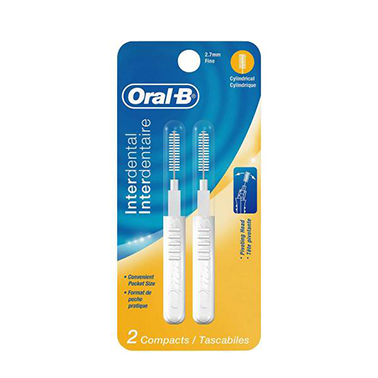 2.7mm
Fine
Cylindrical
Cylindrique
Oral-B
Interdental
Interdentaire
• Pivoting Head
• Tête pivotante
• Convenient
Pocket Size
• Format de
poche
pratique
2 Compacts / Tascabiles